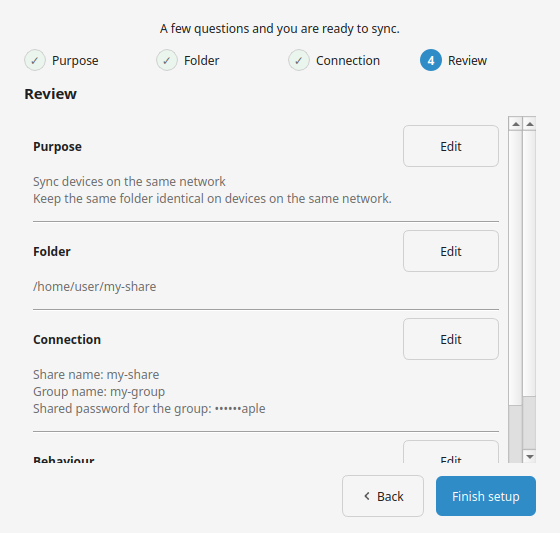 A few questions and you are ready to sync.
✓ Purpose ✓ Folder ✓ Connection 4 Review
Review
Purpose Edit
Sync devices on the same network
Keep the same folder identical on devices on the same network.
Folder Edit
/home/user/my-share
Connection Edit
Share name: my-share
Group name: my-group
Shared password for the group: ••••••aple
Behaviour Edit
Back Finish setup